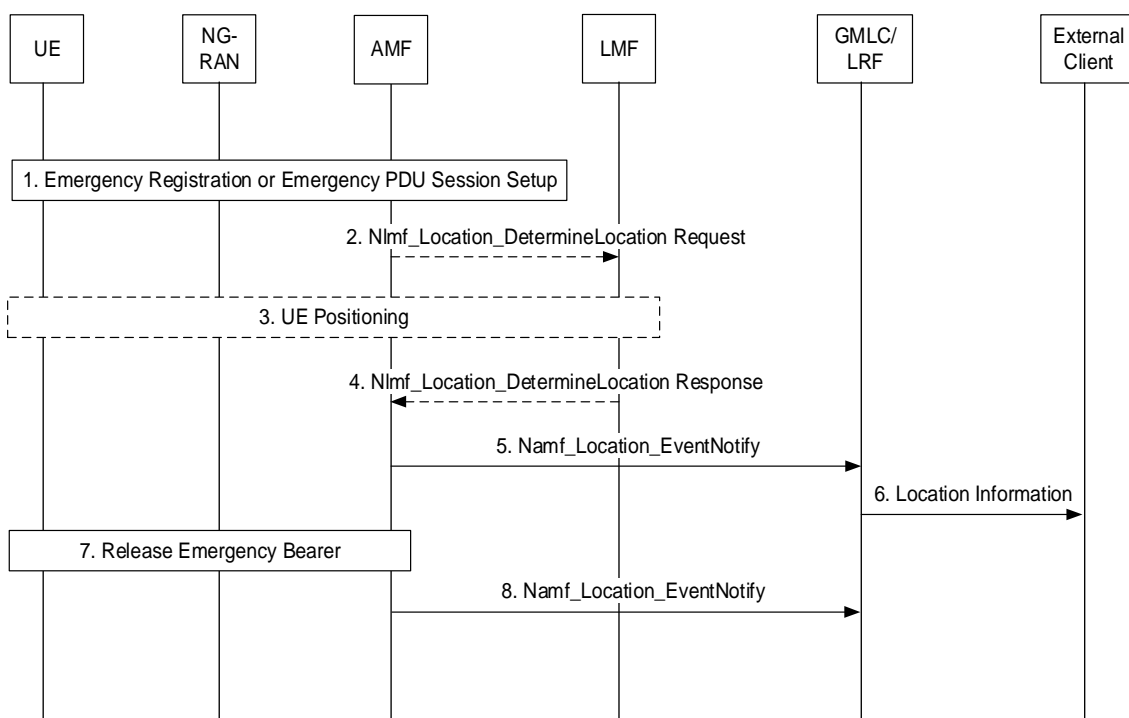 UE
NG-
RAN
AMF
LMF
GMLC/
LRF
External
Client
1. Emergency Registration or Emergency PDU Session Setup
2. Nlmf_Location_DetermineLocation Request
3. UE Positioning
4. Nlmf_Location_DetermineLocation Response
5. Namf_Location_EventNotify
6. Location Information
7. Release Emergency Bearer
8. Namf_Location_EventNotify